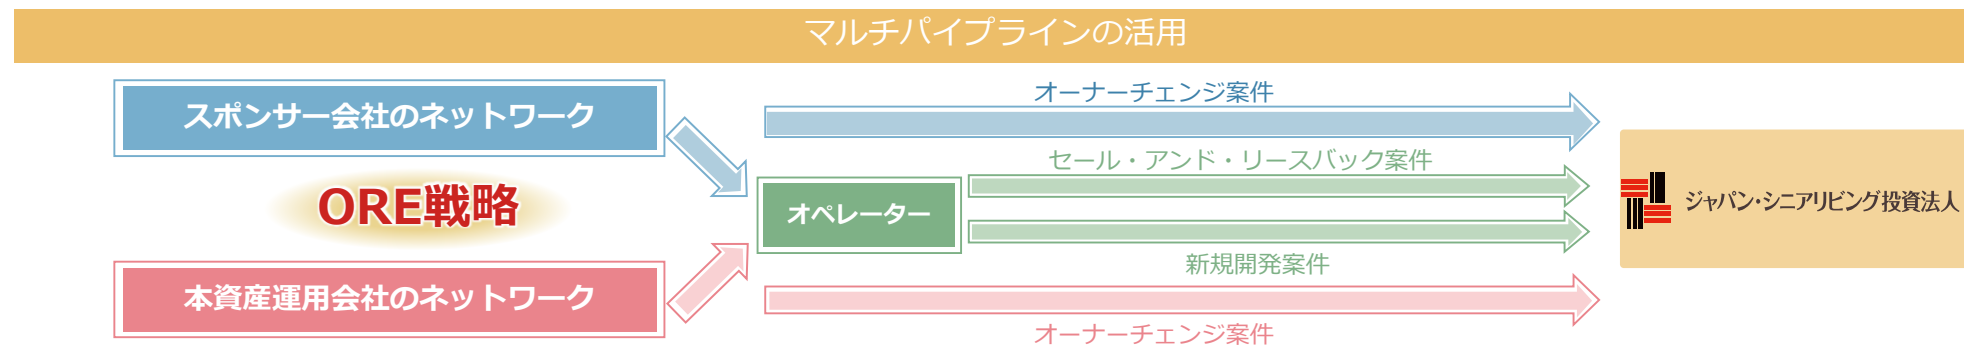 マルチパイプラインの活用
スポンサー会社のネットワーク
オーナーチェンジ案件
セール・アンド・リースバック案件
ORE戦略
オペレーター
ジャパン・シニアリビング投資法人
新規開発案件
本資産運用会社のネットワーク
オーナーチェンジ案件